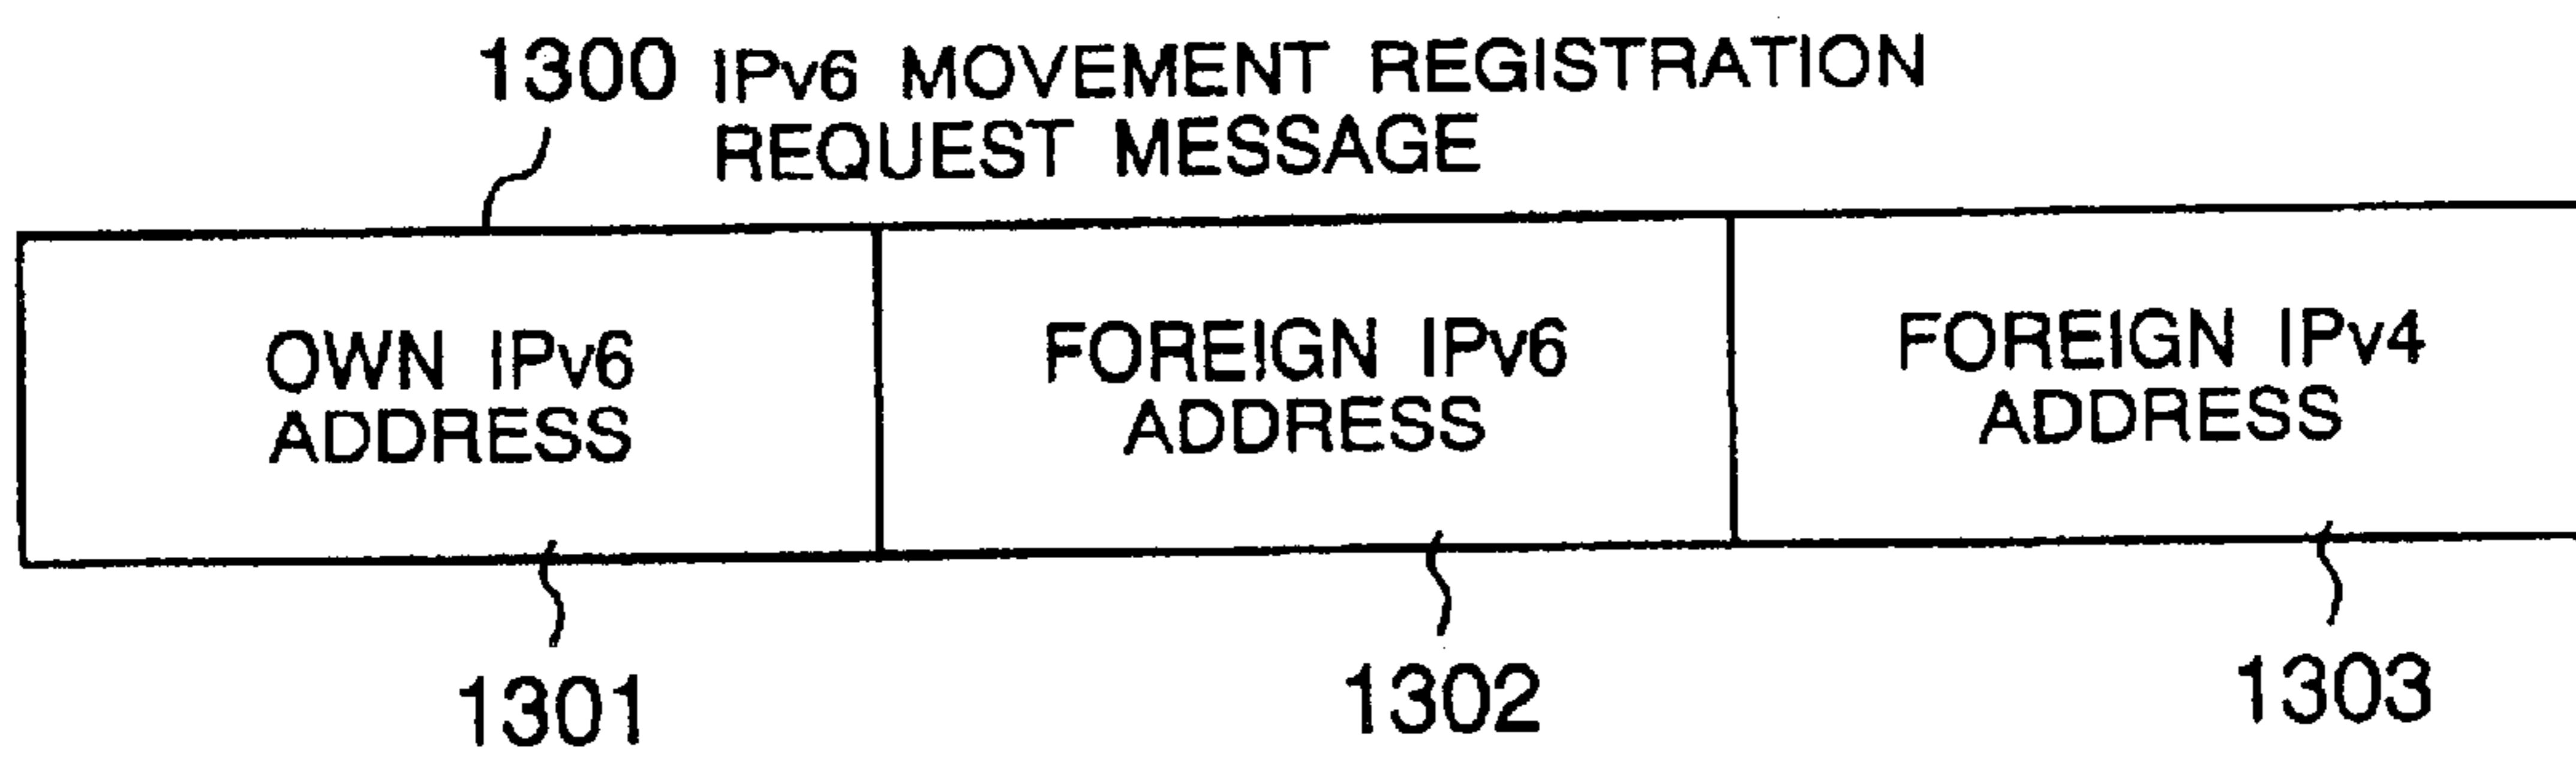 1300 IPv6 MOVEMENT REGISTRATION
REQUEST MESSAGE
OWN IPv6
ADDRESS
FOREIGN IPv6
ADDRESS
FOREIGN IPv4
ADDRESS
1301
1302
1303